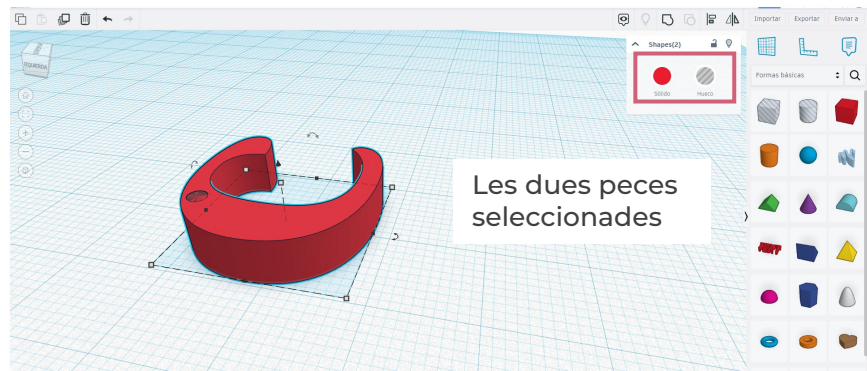 Importar Exportar Enviar a
Shapes(2)
Sólido Hueco
Formas básicas
IZQUIERDA
Les dues peces
seleccionades